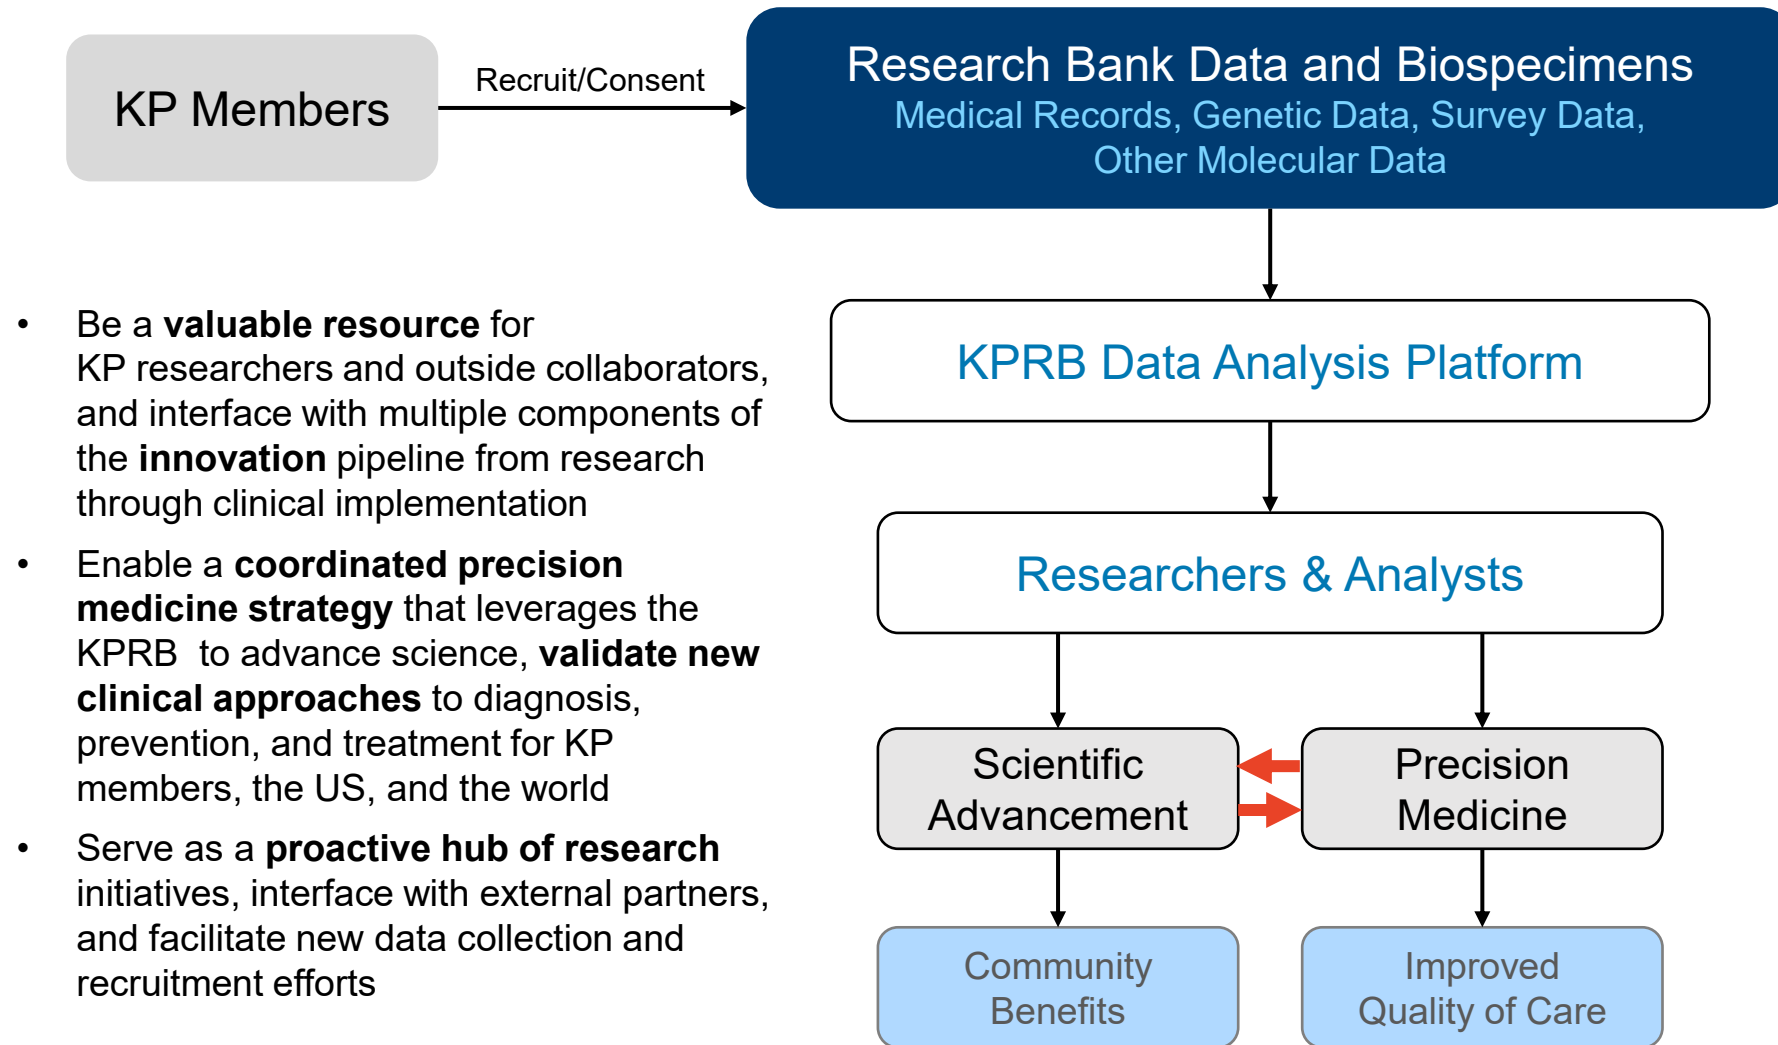 KP Members
Recruit/Consent
Research Bank Data and Biospecimens
Medical Records, Genetic Data, Survey Data,
Other Molecular Data
• Be a valuable resource for
KP researchers and outside collaborators,
and interface with multiple components of
the innovation pipeline from research
through clinical implementation
• Enable a coordinated precision
medicine strategy that leverages the
KPRB  to advance science, validate new
clinical approaches to diagnosis,
prevention, and treatment for KP
members, the US, and the world
• Serve as a proactive hub of research
initiatives, interface with external partners,
and facilitate new data collection and
recruitment efforts
KPRB Data Analysis Platform
Researchers & Analysts
Scientific
Advancement
Precision
Medicine
Community
Benefits
Improved
Quality of Care